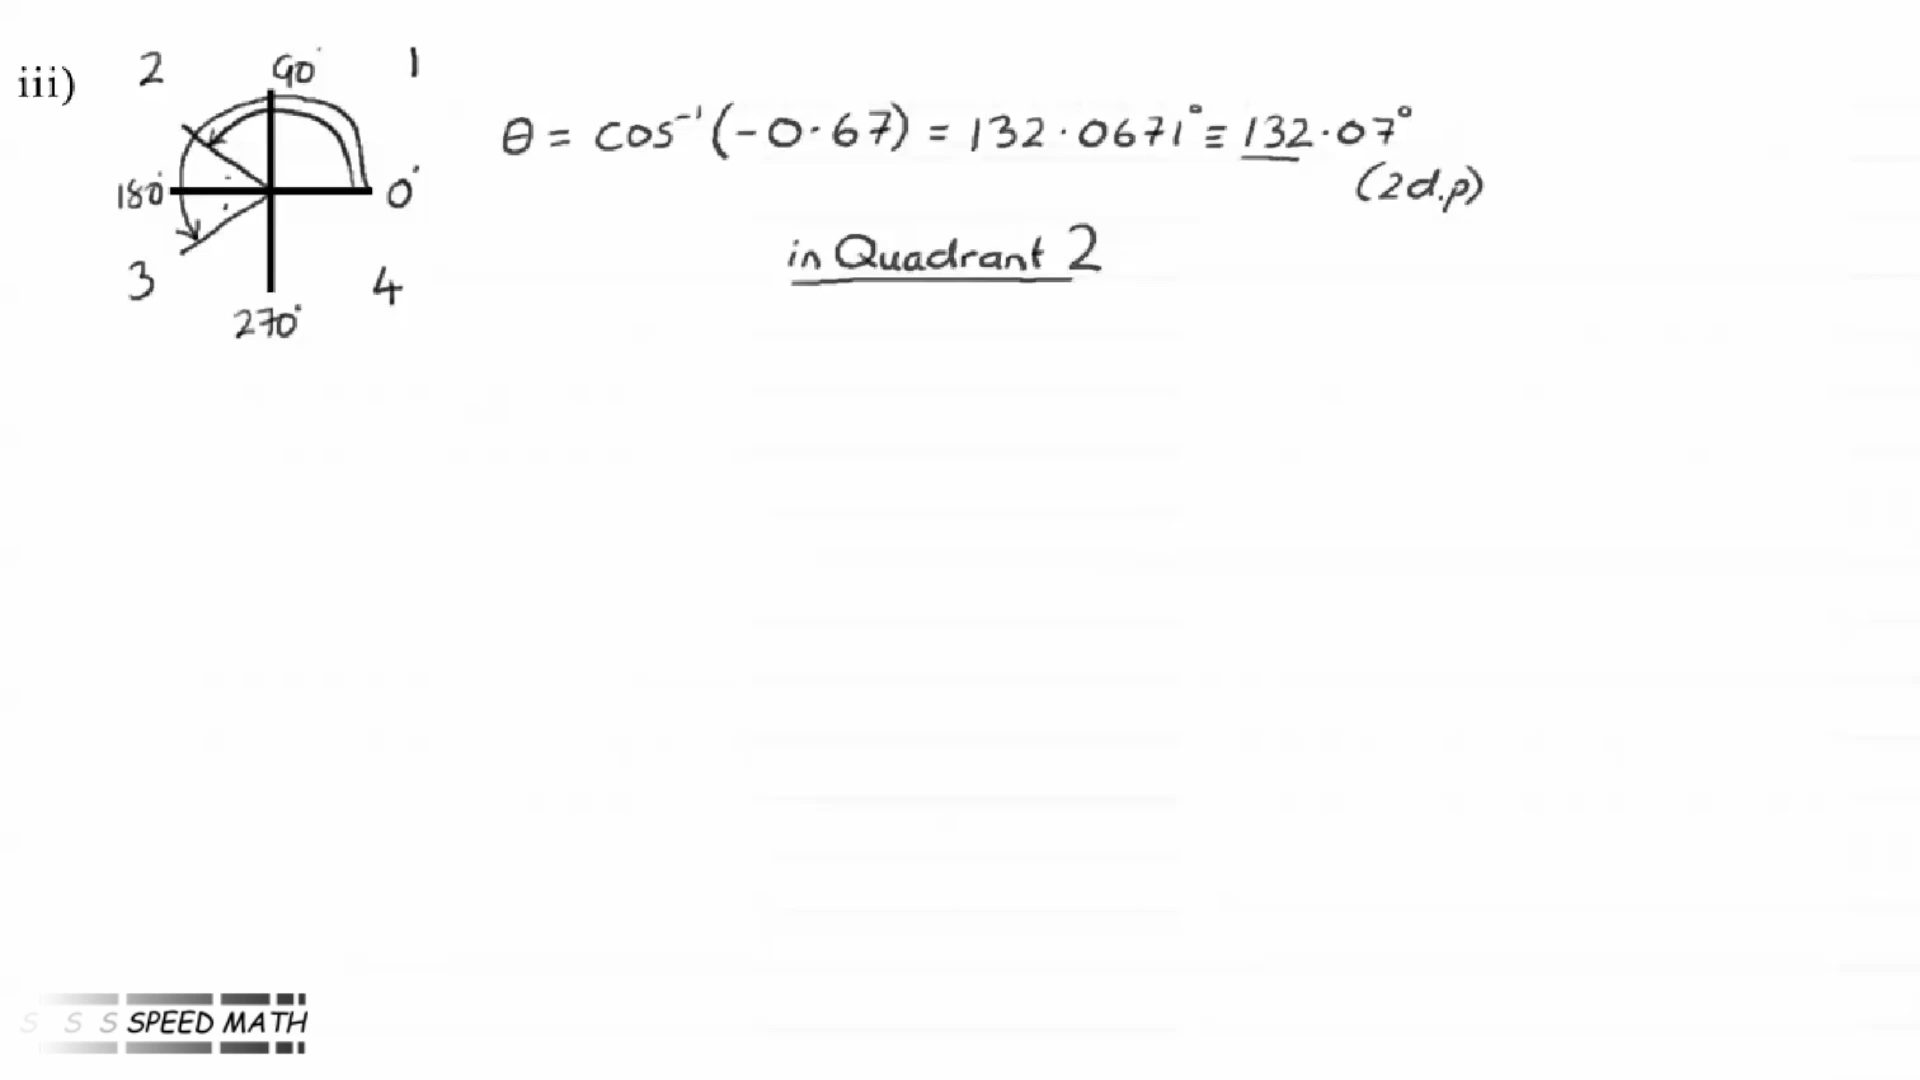 iii)
2 90° 1
180° 0°
3 4
270°
θ = cos⁻¹(-0·67) = 132·0671° ≡ 132·07°
(2d.p)
in Quadrant 2
S S S SPEED MATH